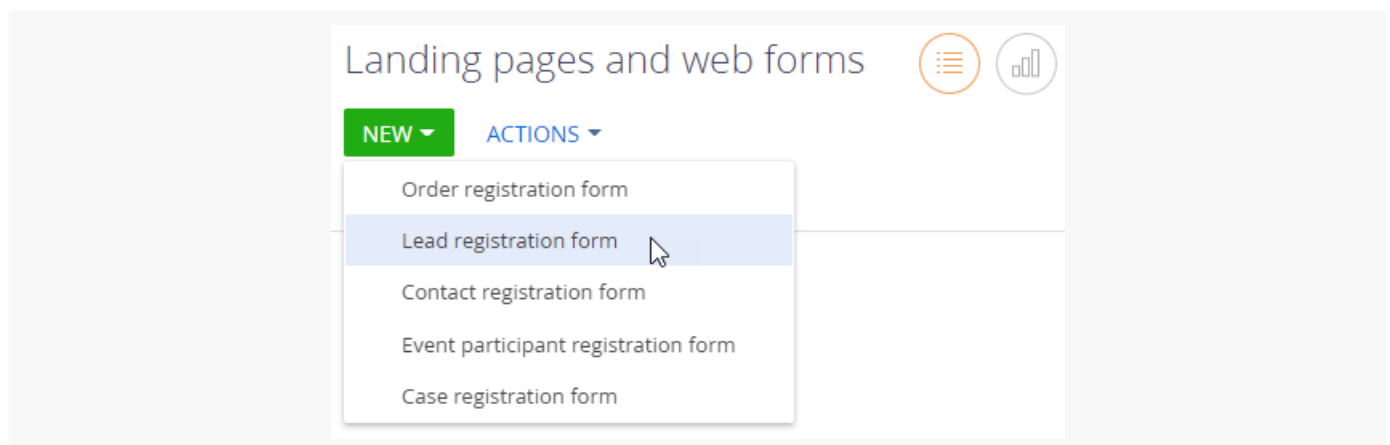 Landing pages and web forms
NEW ACTIONS
Order registration form
Lead registration form
Contact registration form
Event participant registration form
Case registration form